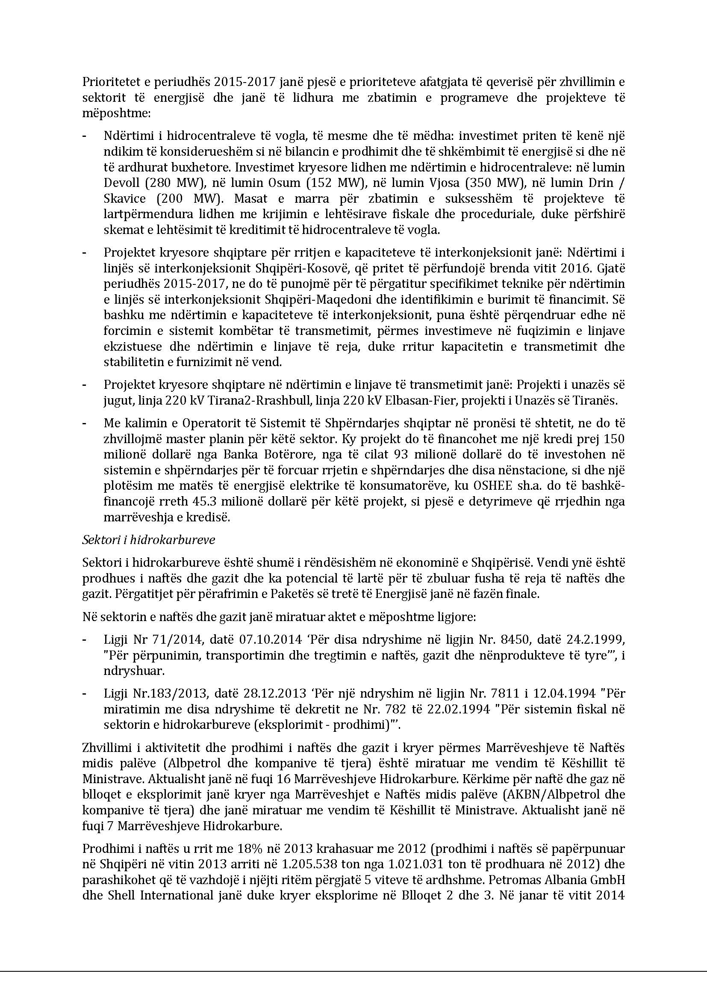 Prioritetet e periudhës 2015-2017 janë pjesë e prioriteteve afatgjata të qeverisë për zhvillimin e
sektorit të energjisë dhe janë të lidhura me zbatimin e programeve dhe projekteve të
mëposhtme:
- Ndërtimi i hidrocentraleve të vogla, të mesme dhe të mëdha: investimet priten të kenë një
ndikim të konsiderueshëm si në bilancin e prodhimit dhe të shkëmbimit të energjisë si dhe në
të ardhurat buxhetore. Investimet kryesore lidhen me ndërtimin e hidrocentraleve: në lumin
Devoll (280 MW), në lumin Osum (152 MW), në lumin Vjosa (350 MW), në lumin Drin /
Skavice (200 MW). Masat e marra për zbatimin e suksesshëm të projekteve të
lartpërmendura lidhen me krijimin e lehtësirave fiskale dhe proceduriale, duke përfshirë
skemat e lehtësimit të kreditimit të hidrocentraleve të vogla.
- Projektet kryesore shqiptare për rritjen e kapaciteteve të interkonjeksionit janë: Ndërtimi i
linjës së interkonjeksionit Shqipëri-Kosovë, që pritet të përfundojë brenda vitit 2016. Gjatë
periudhës 2015-2017, ne do të punojmë për të përgatitur specifikimet teknike për ndërtimin
e linjës së interkonjeksionit Shqipëri-Maqedoni dhe identifikimin e burimit të financimit. Së
bashku me ndërtimin e kapaciteteve të interkonjeksionit, puna është përqendruar edhe në
forcimin e sistemit kombëtar të transmetimit, përmes investimeve në fuqizimin e linjave
ekzistuese dhe ndërtimin e linjave të reja, duke rritur kapacitetin e transmetimit dhe
stabilitetin e furnizimit në vend.
- Projektet kryesore shqiptare në ndërtimin e linjave të transmetimit janë: Projekti i unazës së
jugut, linja 220 kV Tirana2-Rrashbull, linja 220 kV Elbasan-Fier, projekti i Unazës së Tiranës.
- Me kalimin e Operatorit të Sistemit të Shpërndarjes shqiptar në pronësi të shtetit, ne do të
zhvillojmë master planin për këtë sektor. Ky projekt do të financohet me një kredi prej 150
milionë dollarë nga Banka Botërore, nga të cilat 93 milionë dollarë do të investohen në
sistemin e shpërndarjes për të forcuar rrjetin e shpërndarjes dhe disa nënstacione, si dhe një
plotësim me matës të energjisë elektrike të konsumatorëve, ku OSHEE sh.a. do të bashkë-
financojë rreth 45.3 milionë dollarë për këtë projekt, si pjesë e detyrimeve që rrjedhin nga
marrëveshja e kredisë.
Sektori i hidrokarbureve
Sektori i hidrokarbureve është shumë i rëndësishëm në ekonominë e Shqipërisë. Vendi ynë është
prodhues i naftës dhe gazit dhe ka potencial të lartë për të zbuluar fusha të reja të naftës dhe
gazit. Përgatitjet për përafrimin e Paketës së tretë të Energjisë janë në fazën finale.
Në sektorin e naftës dhe gazit janë miratuar aktet e mëposhtme ligjore:
- Ligji Nr 71/2014, datë 07.10.2014 ‘Për disa ndryshime në ligjin Nr. 8450, datë 24.2.1999,
"Për përpunimin, transportimin dhe tregtimin e naftës, gazit dhe nënprodukteve të tyre”’, i
ndryshuar.
- Ligji Nr.183/2013, datë 28.12.2013 ‘Për një ndryshim në ligjin Nr. 7811 i 12.04.1994 "Për
miratimin me disa ndryshime të dekretit ne Nr. 782 të 22.02.1994 "Për sistemin fiskal në
sektorin e hidrokarbureve (eksplorimit - prodhimi)"’.
Zhvillimi i aktivitetit dhe prodhimi i naftës dhe gazit i kryer përmes Marrëveshjeve të Naftës
midis palëve (Albpetrol dhe kompanive të tjera) është miratuar me vendim të Këshillit të
Ministrave. Aktualisht janë në fuqi 16 Marrëveshjeve Hidrokarbure. Kërkime për naftë dhe gaz në
blloqet e eksplorimit janë kryer nga Marrëveshjet e Naftës midis palëve (AKBN/Albpetrol dhe
kompanive të tjera) dhe janë miratuar me vendim të Këshillit të Ministrave. Aktualisht janë në
fuqi 7 Marrëveshjeve Hidrokarbure.
Prodhimi i naftës u rrit me 18% në 2013 krahasuar me 2012 (prodhimi i naftës së papërpunuar
në Shqipëri në vitin 2013 arriti në 1.205.538 ton nga 1.021.031 ton të prodhuara në 2012) dhe
parashikohet që të vazhdojë i njëjti ritëm përgjatë 5 viteve të ardhshme. Petromas Albania GmbH
dhe Shell International janë duke kryer eksplorime në Blloqet 2 dhe 3. Në janar të vitit 2014